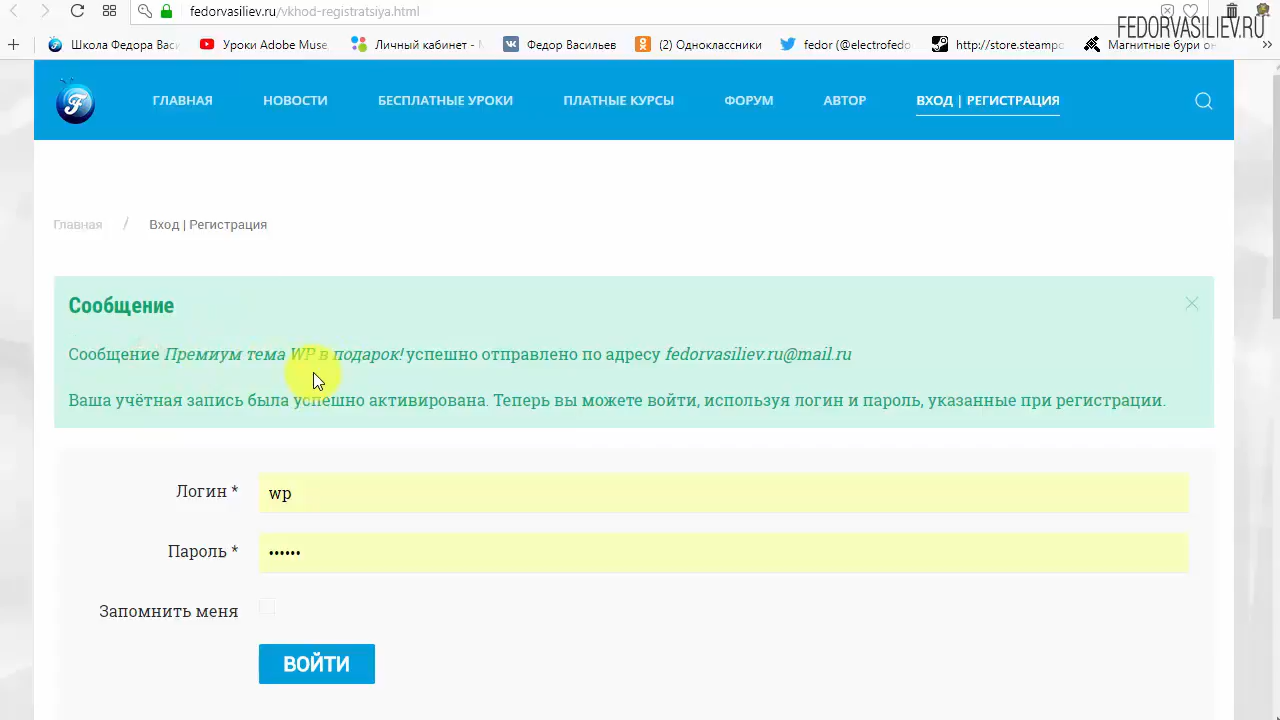 fedorvasiliev.ru/vkhod-registratsiya.html
FEDORVASILIEV.RU
Школа Федора Васи
Уроки Adobe Muse,
Личный кабинет - М
Федор Васильев
(2) Одноклассники
fedor (@electrofedo
http://store.steampo
Магнитные бури он
ГЛАВНАЯ
НОВОСТИ
БЕСПЛАТНЫЕ УРОКИ
ПЛАТНЫЕ КУРСЫ
ФОРУМ
АВТОР
ВХОД | РЕГИСТРАЦИЯ
Главная / Вход | Регистрация
Сообщение
Сообщение Премиум тема WP в подарок! успешно отправлено по адресу fedorvasiliev.ru@mail.ru
Ваша учётная запись была успешно активирована. Теперь вы можете войти, используя логин и пароль, указанные при регистрации.
Логин *
wp
Пароль *
••••••
Запомнить меня
ВОЙТИ